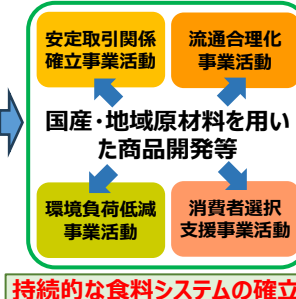 安定取引関係
確立事業活動
流通合理化
事業活動
国産・地域原材料を用い
た商品開発等
環境負荷低減
事業活動
消費者選択
支援事業活動
持続的な食料システムの確立